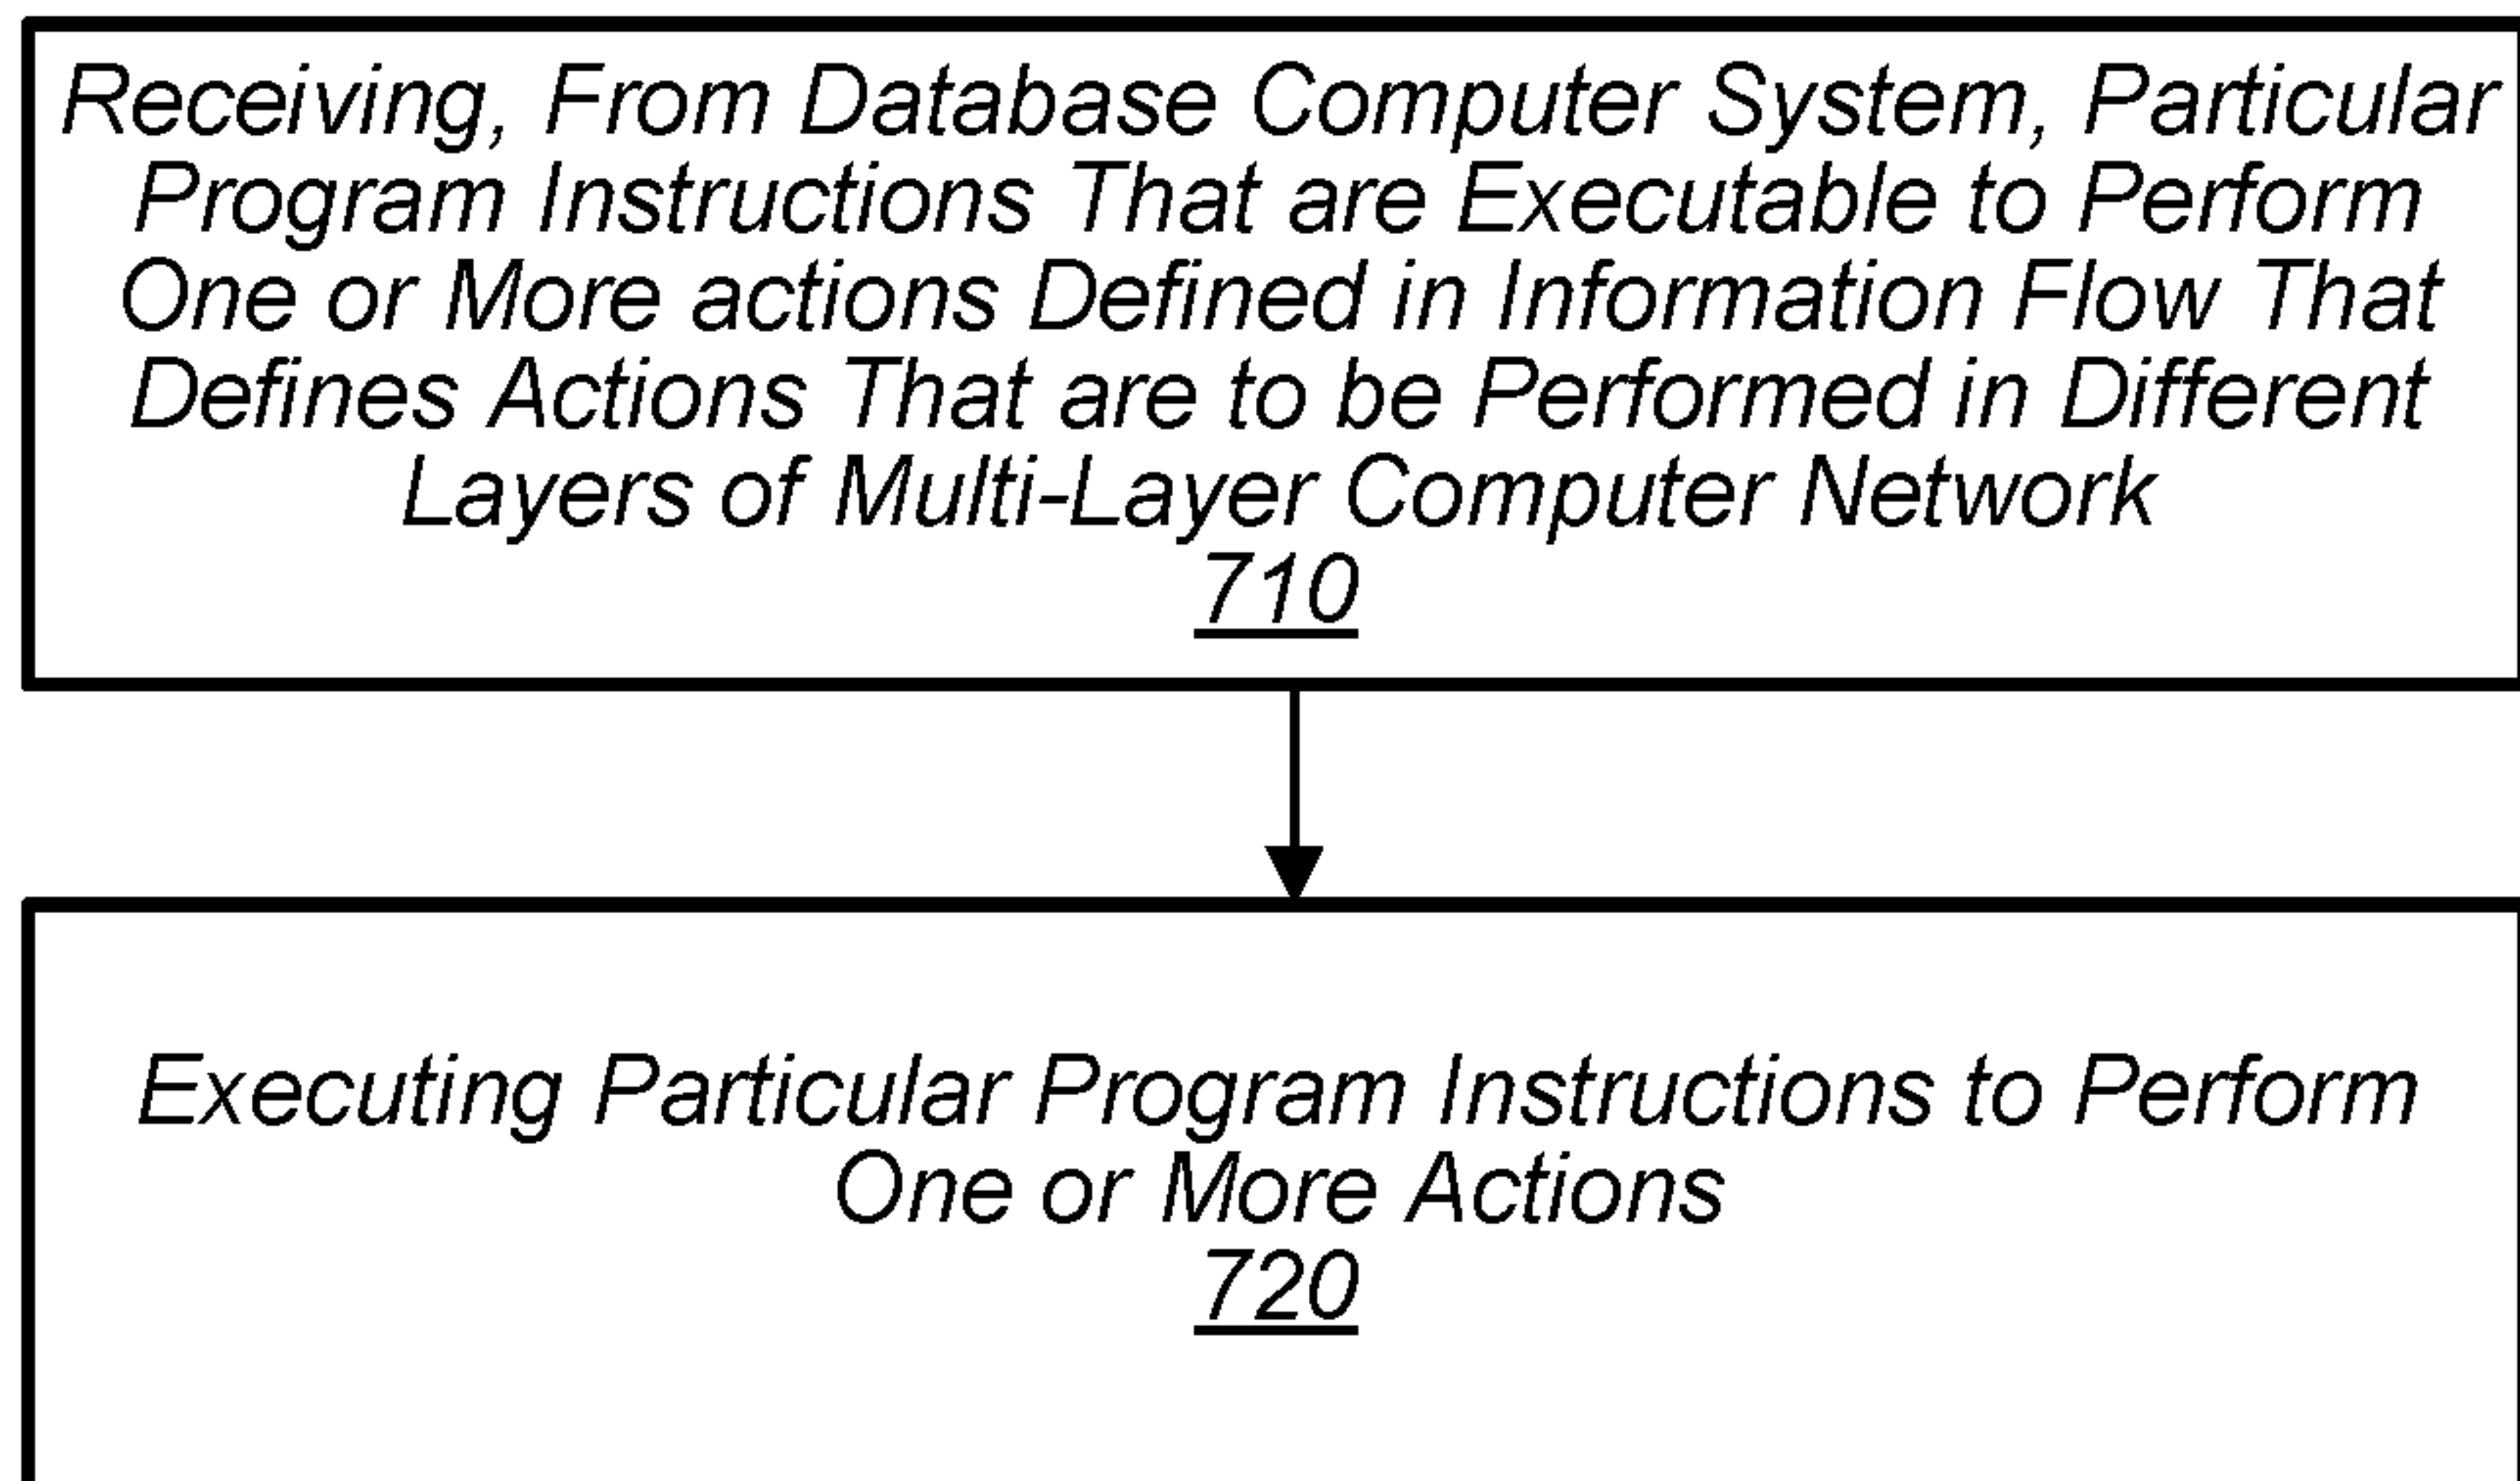 Receiving, From Database Computer System, Particular
Program Instructions That are Executable to Perform
One or More actions Defined in Information Flow That
Defines Actions That are to be Performed in Different
Layers of Multi-Layer Computer Network
710
Executing Particular Program Instructions to Perform
One or More Actions
720